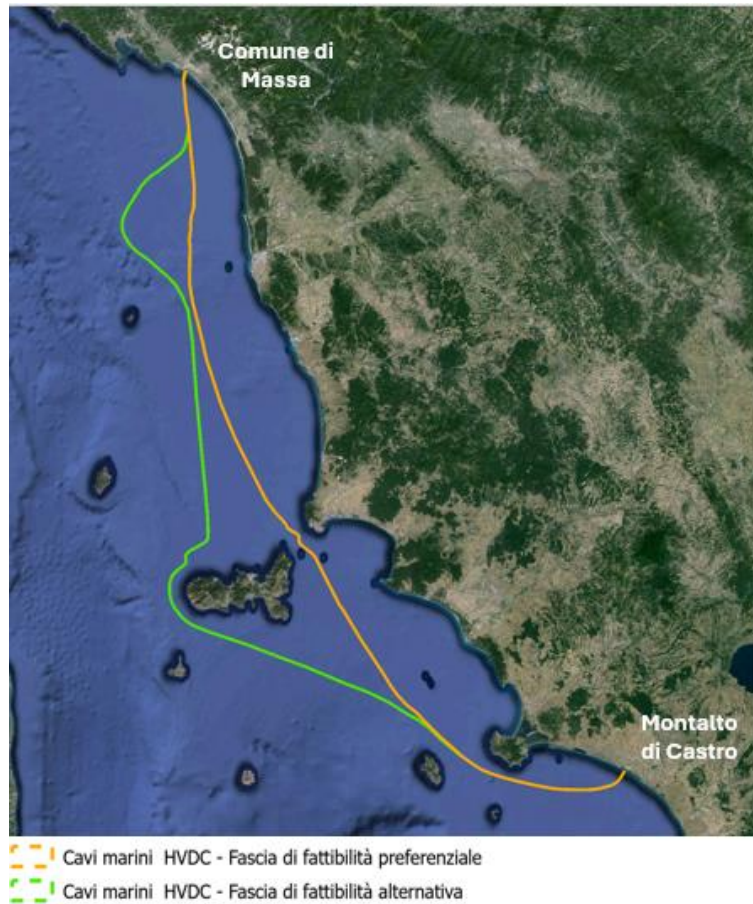 Comune di
Massa
Montalto
di Castro
Cavi marini HVDC - Fascia di fattibilità preferenziale
Cavi marini HVDC - Fascia di fattibilità alternativa